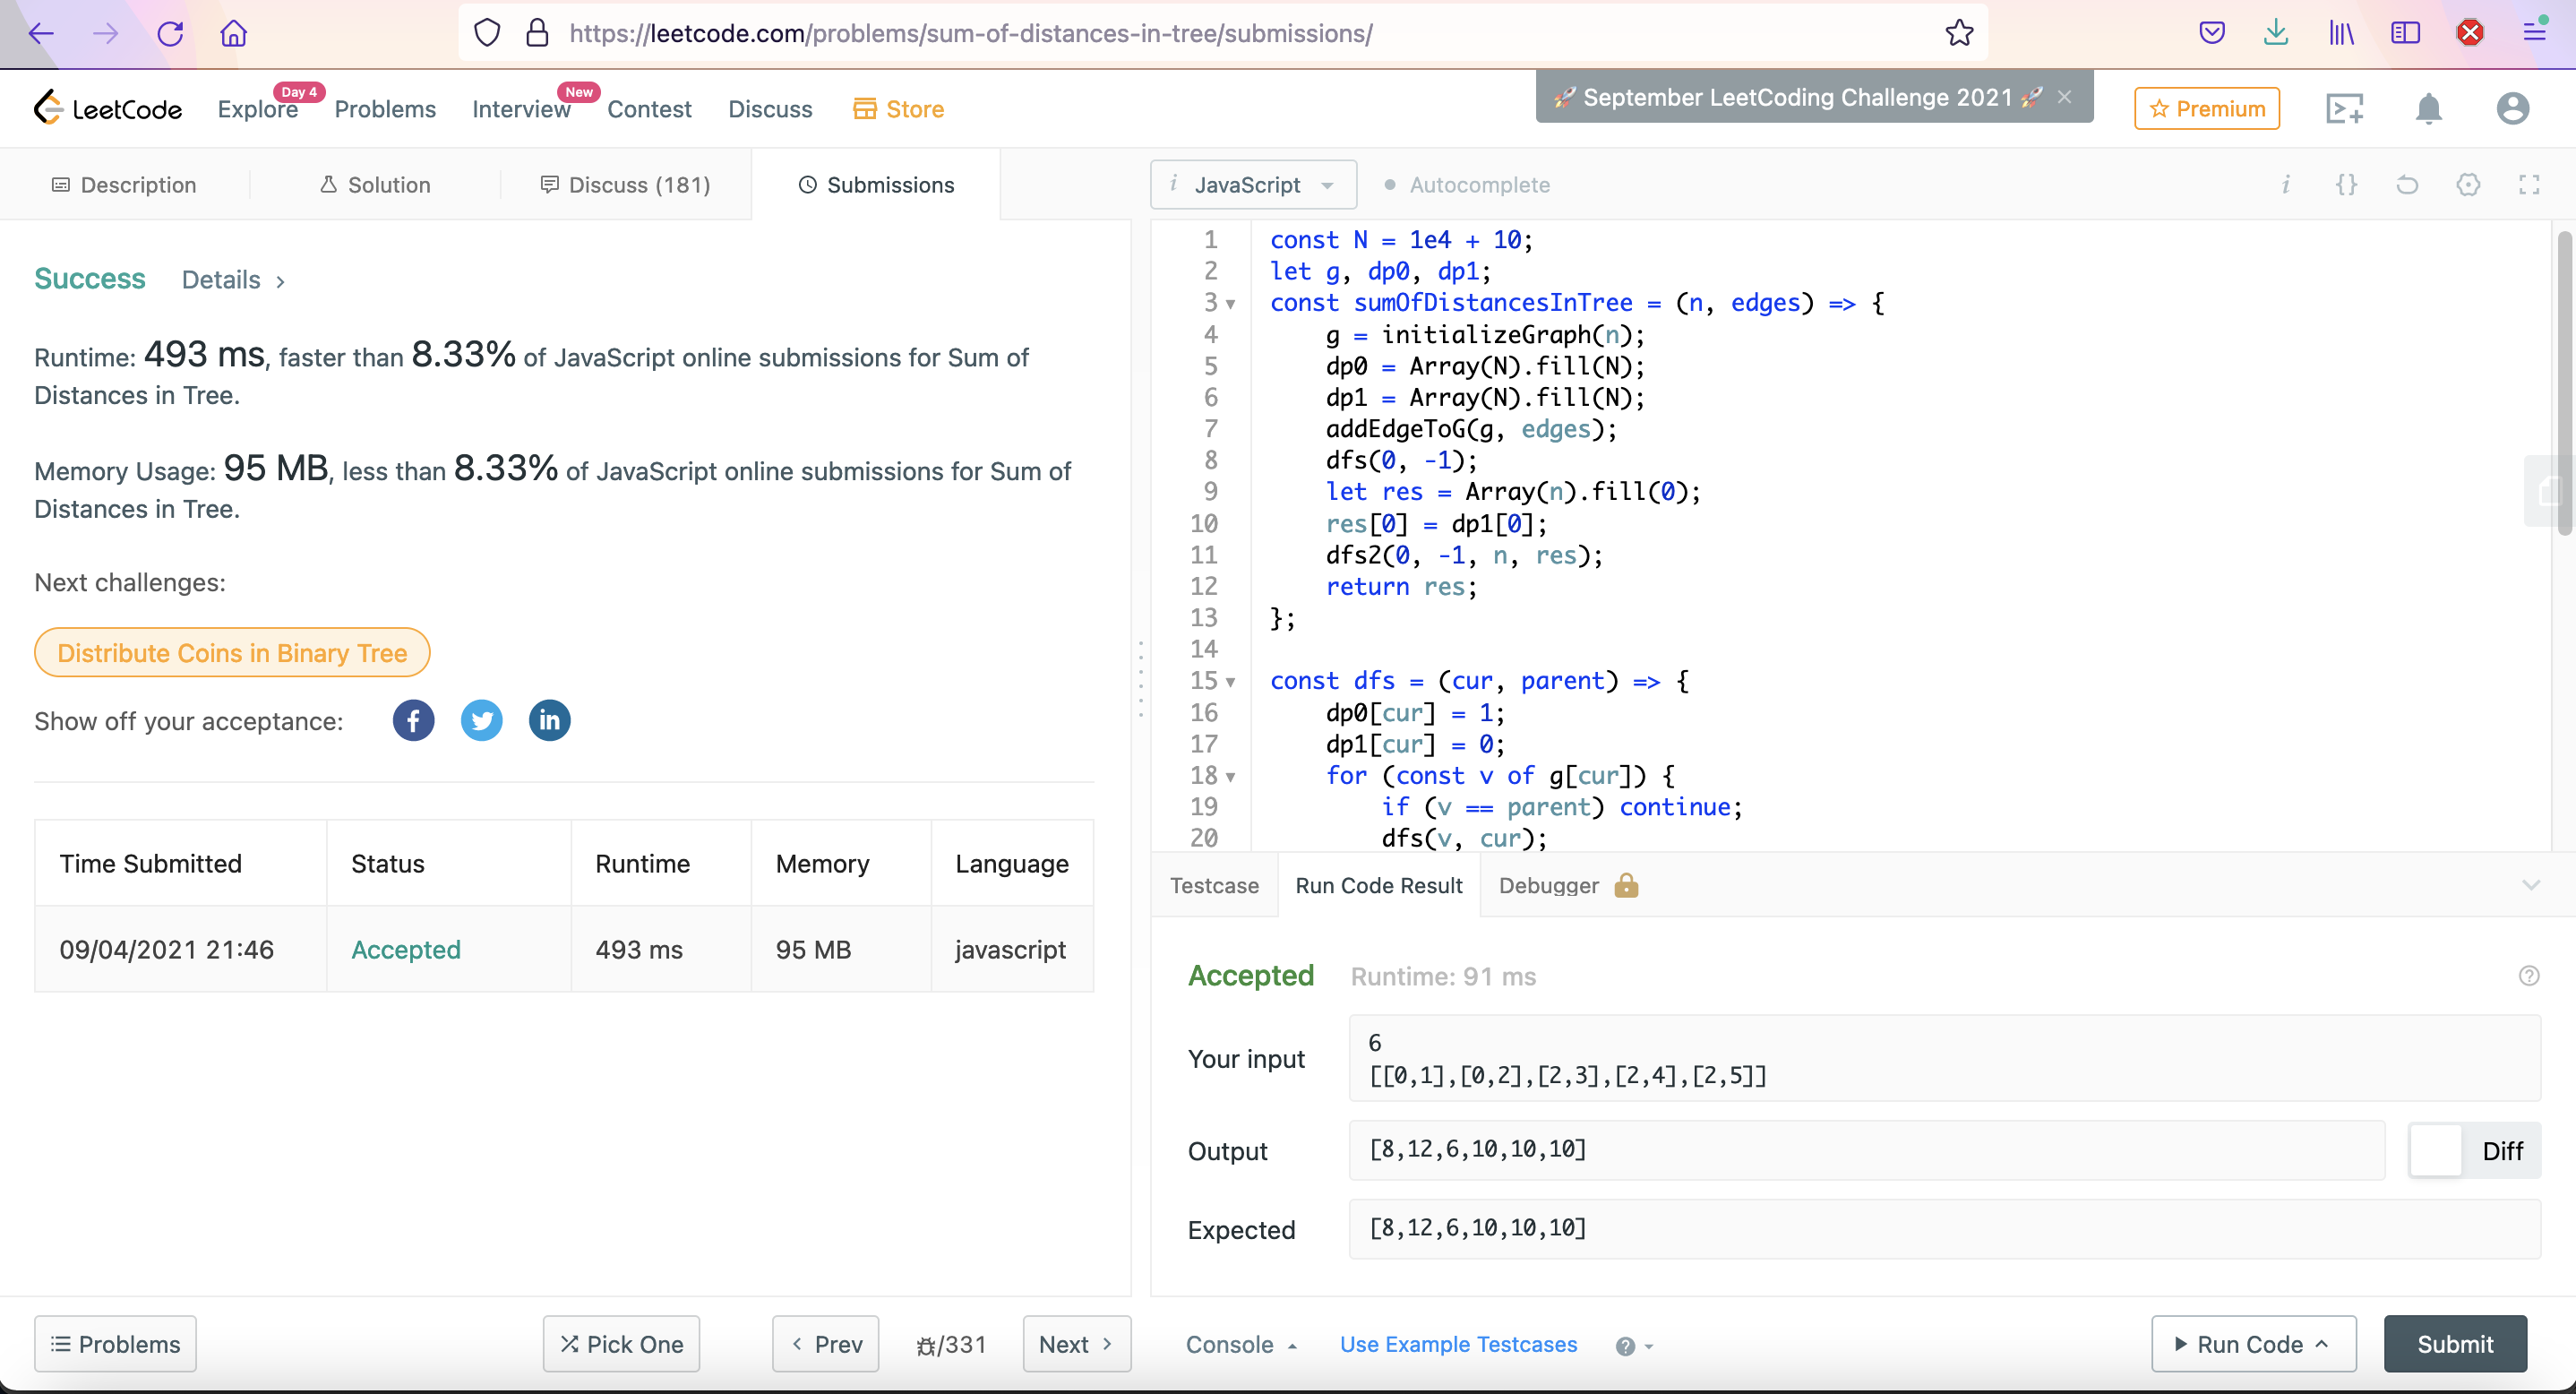 https://leetcode.com/problems/sum-of-distances-in-tree/submissions/
LeetCode
Explore
Day 4
Problems
Interview
New
Contest
Discuss
Store
🚀 September LeetCoding Challenge 2021 🚀 ×
Premium
Description
Solution
Discuss (181)
Submissions
i JavaScript
Autocomplete
Success Details >
Runtime: 493 ms, faster than 8.33% of JavaScript online submissions for Sum of
Distances in Tree.
Memory Usage: 95 MB, less than 8.33% of JavaScript online submissions for Sum of
Distances in Tree.
Next challenges:
Distribute Coins in Binary Tree
Show off your acceptance:
Time Submitted Status Runtime Memory Language
09/04/2021 21:46 Accepted 493 ms 95 MB javascript
1 const N = 1e4 + 10;
2 let g, dp0, dp1;
3 const sumOfDistancesInTree = (n, edges) => {
4 g = initializeGraph(n);
5 dp0 = Array(N).fill(N);
6 dp1 = Array(N).fill(N);
7 addEdgeToG(g, edges);
8 dfs(0, -1);
9 let res = Array(n).fill(0);
10 res[0] = dp1[0];
11 dfs2(0, -1, n, res);
12 return res;
13 };
14
15 const dfs = (cur, parent) => {
16 dp0[cur] = 1;
17 dp1[cur] = 0;
18 for (const v of g[cur]) {
19 if (v == parent) continue;
20 dfs(v, cur);
Testcase Run Code Result Debugger
Accepted Runtime: 91 ms
Your input
6
[[0,1],[0,2],[2,3],[2,4],[2,5]]
Output
[8,12,6,10,10,10]
Diff
Expected
[8,12,6,10,10,10]
Problems
Pick One
Prev
/331
Next
Console
Use Example Testcases
Run Code
Submit